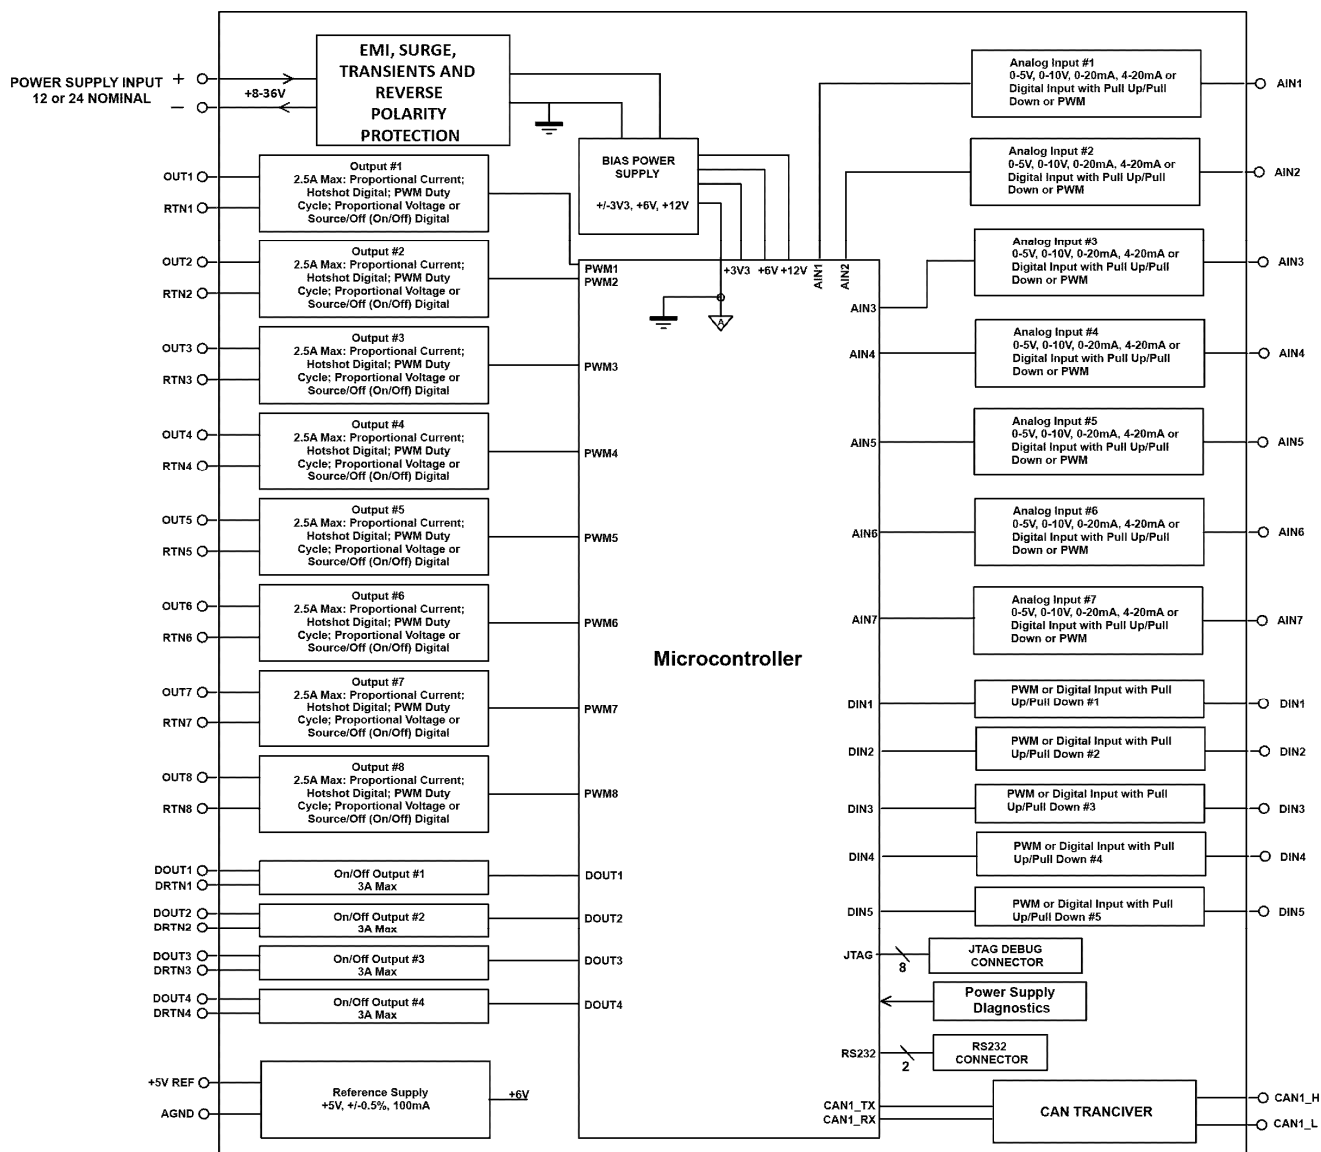 POWER SUPPLY INPUT
12 or 24 NOMINAL
+
−
+8-36V
EMI, SURGE,
TRANSIENTS AND
REVERSE
POLARITY
PROTECTION
BIAS POWER
SUPPLY
+/-3V3, +6V, +12V
OUT1
RTN1
Output #1
2.5A Max: Proportional Current;
Hotshot Digital; PWM Duty
Cycle; Proportional Voltage or
Source/Off (On/Off) Digital
OUT2
RTN2
Output #2
2.5A Max: Proportional Current;
Hotshot Digital; PWM Duty
Cycle; Proportional Voltage or
Source/Off (On/Off) Digital
OUT3
RTN3
Output #3
2.5A Max: Proportional Current;
Hotshot Digital; PWM Duty
Cycle; Proportional Voltage or
Source/Off (On/Off) Digital
OUT4
RTN4
Output #4
2.5A Max: Proportional Current;
Hotshot Digital; PWM Duty
Cycle; Proportional Voltage or
Source/Off (On/Off) Digital
OUT5
RTN5
Output #5
2.5A Max: Proportional Current;
Hotshot Digital; PWM Duty
Cycle; Proportional Voltage or
Source/Off (On/Off) Digital
OUT6
RTN6
Output #6
2.5A Max: Proportional Current;
Hotshot Digital; PWM Duty
Cycle; Proportional Voltage or
Source/Off (On/Off) Digital
OUT7
RTN7
Output #7
2.5A Max: Proportional Current;
Hotshot Digital; PWM Duty
Cycle; Proportional Voltage or
Source/Off (On/Off) Digital
OUT8
RTN8
Output #8
2.5A Max: Proportional Current;
Hotshot Digital; PWM Duty
Cycle; Proportional Voltage or
Source/Off (On/Off) Digital
DOUT1
DRTN1
On/Off Output #1
3A Max
DOUT2
DRTN2
On/Off Output #2
3A Max
DOUT3
DRTN3
On/Off Output #3
3A Max
DOUT4
DRTN4
On/Off Output #4
3A Max
+5V REF
AGND
Reference Supply
+5V, +/-0.5%, 100mA
+6V
PWM1
PWM2
PWM3
PWM4
PWM5
PWM6
PWM7
PWM8
DOUT1
DOUT2
DOUT3
DOUT4
+3V3
+6V
+12V
AIN1
AIN2
A
Microcontroller
AIN3
AIN4
AIN5
AIN6
AIN7
DIN1
DIN2
DIN3
DIN4
DIN5
JTAG
RS232
CAN1_TX
CAN1_RX
Analog Input #1
0-5V, 0-10V, 0-20mA, 4-20mA or
Digital Input with Pull Up/Pull
Down or PWM
AIN1
Analog Input #2
0-5V, 0-10V, 0-20mA, 4-20mA or
Digital Input with Pull Up/Pull
Down or PWM
AIN2
Analog Input #3
0-5V, 0-10V, 0-20mA, 4-20mA or
Digital Input with Pull Up/Pull
Down or PWM
AIN3
Analog Input #4
0-5V, 0-10V, 0-20mA, 4-20mA or
Digital Input with Pull Up/Pull
Down or PWM
AIN4
Analog Input #5
0-5V, 0-10V, 0-20mA, 4-20mA or
Digital Input with Pull Up/Pull
Down or PWM
AIN5
Analog Input #6
0-5V, 0-10V, 0-20mA, 4-20mA or
Digital Input with Pull Up/Pull
Down or PWM
AIN6
Analog Input #7
0-5V, 0-10V, 0-20mA, 4-20mA or
Digital Input with Pull Up/Pull
Down or PWM
AIN7
PWM or Digital Input with Pull
Up/Pull Down #1
DIN1
PWM or Digital Input with Pull
Up/Pull Down #2
DIN2
PWM or Digital Input with Pull
Up/Pull Down #3
DIN3
PWM or Digital Input with Pull
Up/Pull Down #4
DIN4
PWM or Digital Input with Pull
Up/Pull Down #5
DIN5
8
JTAG DEBUG
CONNECTOR
Power Supply
Diagnostics
2
RS232
CONNECTOR
CAN TRANCIVER
CAN1_H
CAN1_L